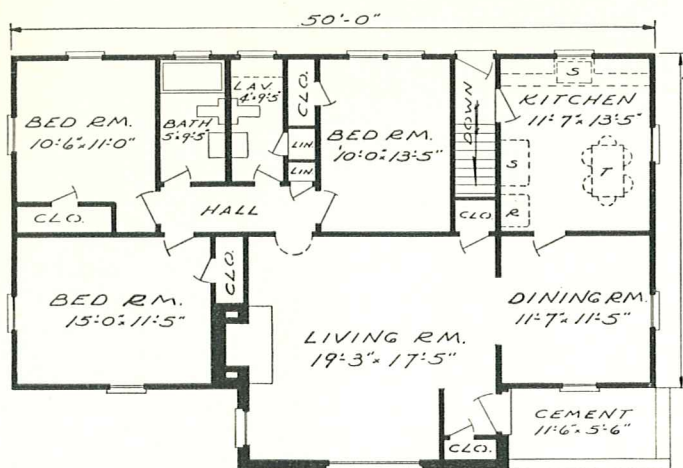 50'-0"
BED RM.
10'-6"x11'-0"
CLO.
BATH
5'x9'-5"
LAV.
4'x9'-5"
CLO.
LIN
LIN
BED RM.
10'-0"x13'-5"
DOWN
CLO.
S
KITCHEN
11'-7"x13'-5"
S
T
R
HALL
BED RM.
15'-0"x11'-5"
CLO.
LIVING RM.
19'-3"x17'-5"
DINING RM.
11'-7"x11'-5"
CEMENT
11'-6"x5'-6"
CLO.